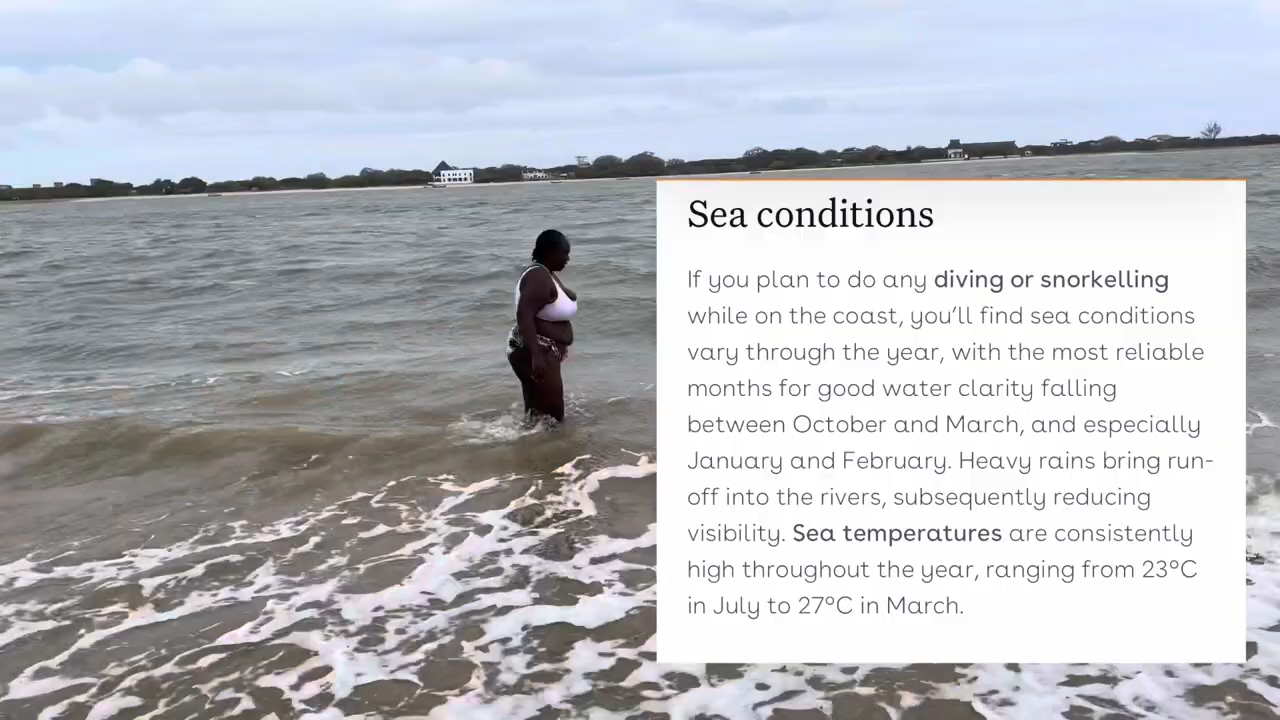 Sea conditions
If you plan to do any diving or snorkelling
while on the coast, you’ll find sea conditions
vary through the year, with the most reliable
months for good water clarity falling
between October and March, and especially
January and February. Heavy rains bring run-
off into the rivers, subsequently reducing
visibility. Sea temperatures are consistently
high throughout the year, ranging from 23°C
in July to 27°C in March.